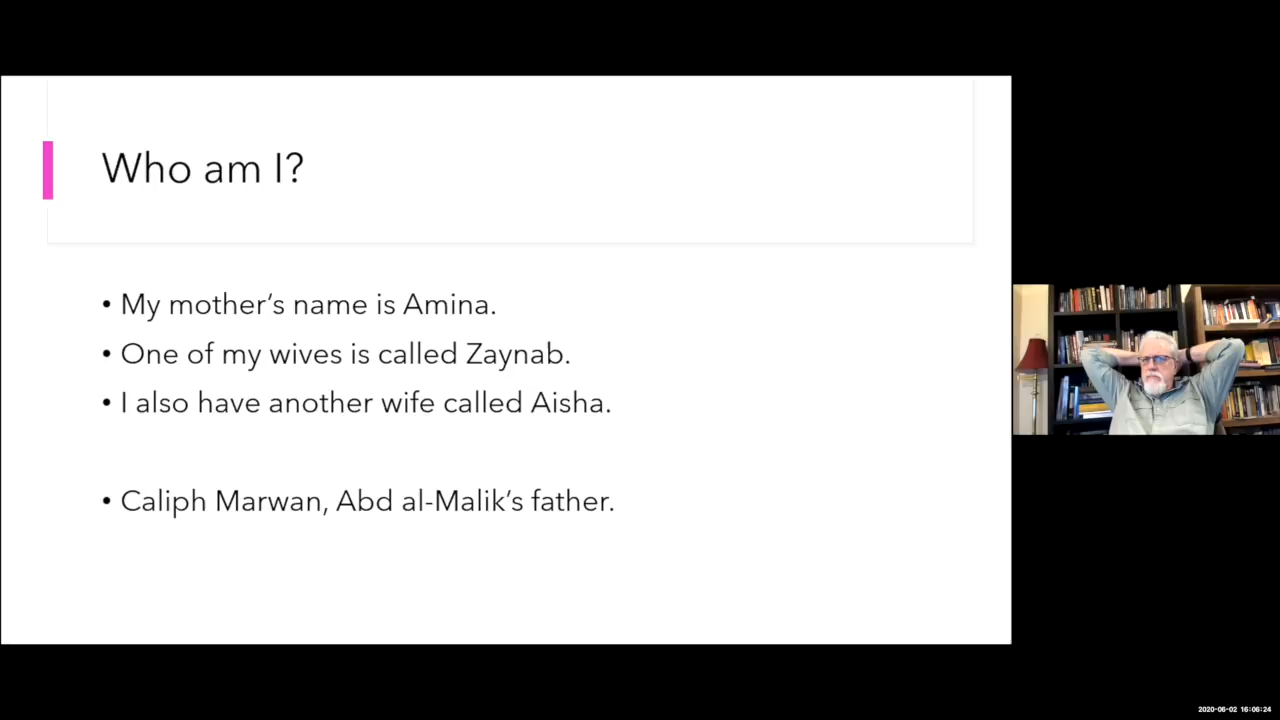 Who am I?
• My mother’s name is Amina.
• One of my wives is called Zaynab.
• I also have another wife called Aisha.
• Caliph Marwan, Abd al-Malik’s father.
2020-06-02 16:06:24